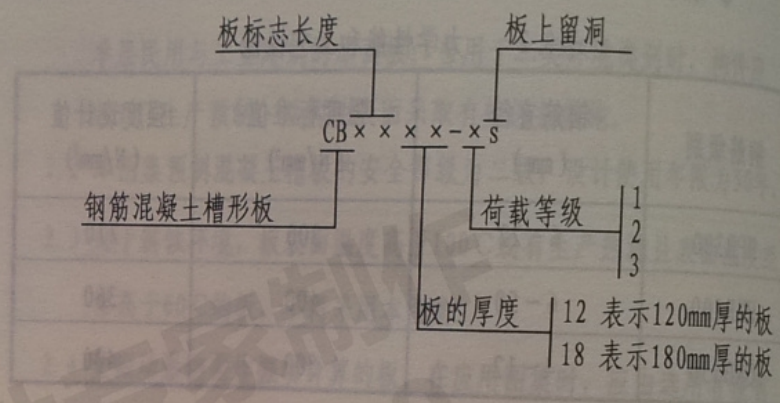 板标志长度 板上留洞
CB××××-×s
钢筋混凝土槽形板 荷载等级 1
2
3
板的厚度 12 表示120mm厚的板
18 表示180mm厚的板